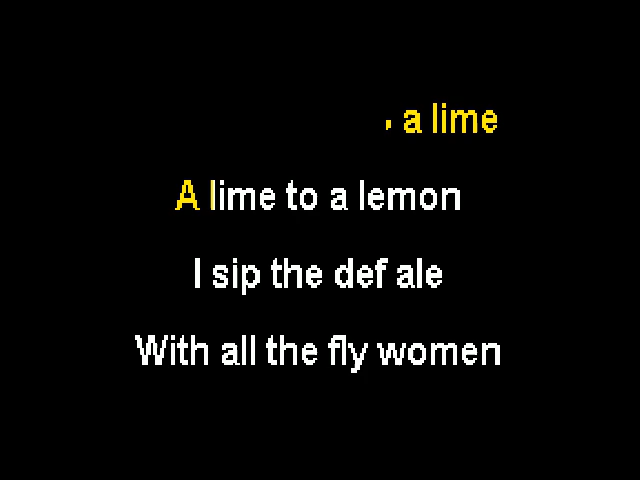 a lime
A lime to a lemon
I sip the def ale
With all the fly women